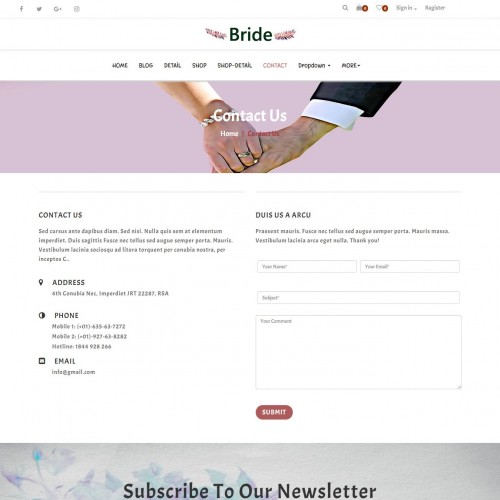 0 0 Sign in Register
Bride
HOME BLOG DETAIL SHOP SHOP-DETAIL CONTACT Dropdown MORE
Contact Us
Home | Contact Us
CONTACT US
Sed cursus ante dapibus diam. Sed nisi. Nulla quis sem at elementum
imperdiet. Duis sagittis Fusce nec tellus sed augue semper porta. Mauris.
Vestibulum lacinia sociosqu ad litora torquent per conubia nostra, per
inceptos C..
ADDRESS
4th Conubia Nec, Imperdiet JRT 22287, RSA
PHONE
Mobile 1: (+01)-635-63-7272
Mobile 2: (+01)-927-63-8282
Hotline: 1844 928 266
EMAIL
info@gmail.com
DUIS US A ARCU
Praesent mauris. Fusce nec tellus sed augue semper porta. Mauris massa.
Vestibulum lacinia arcu eget nulla. Thank you!
Your Name* Your Email*
Subject*
Your Comment
SUBMIT
Subscribe To Our Newsletter